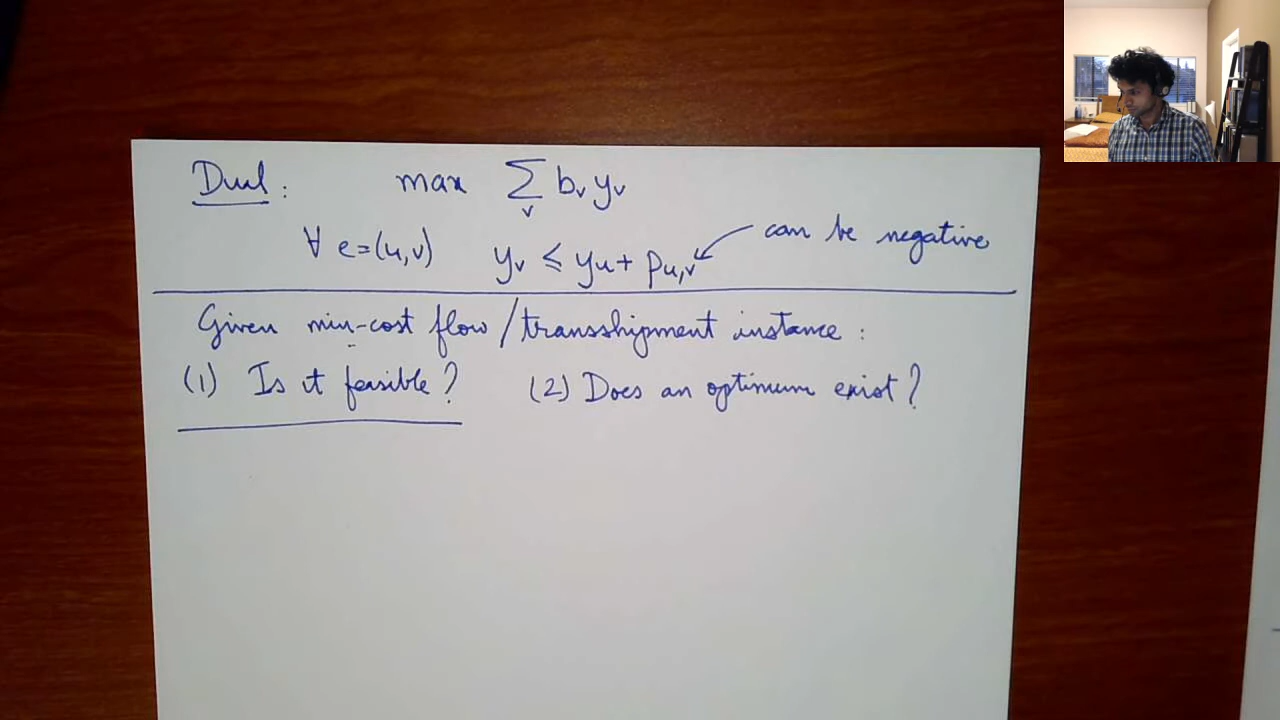 Dual: max ∑_v b_v y_v
∀ e=(u,v) y_v ≤ y_u + p_{u,v} ← can be negative
Given min-cost flow/transshipment instance:
(1) Is it feasible? (2) Does an optimum exist?